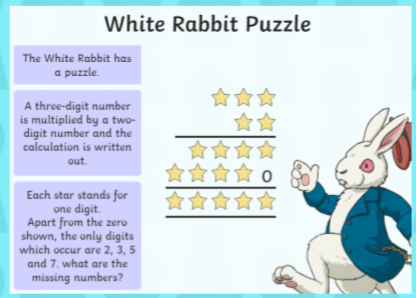 White Rabbit Puzzle
The White Rabbit has
a puzzle.
A three-digit number
is multiplied by a two-
digit number and the
calculation is written
out.
Each star stands for
one digit.
Apart from the zero
shown, the only digits
which occur are 2, 3, 5
and 7. what are the
missing numbers?
0